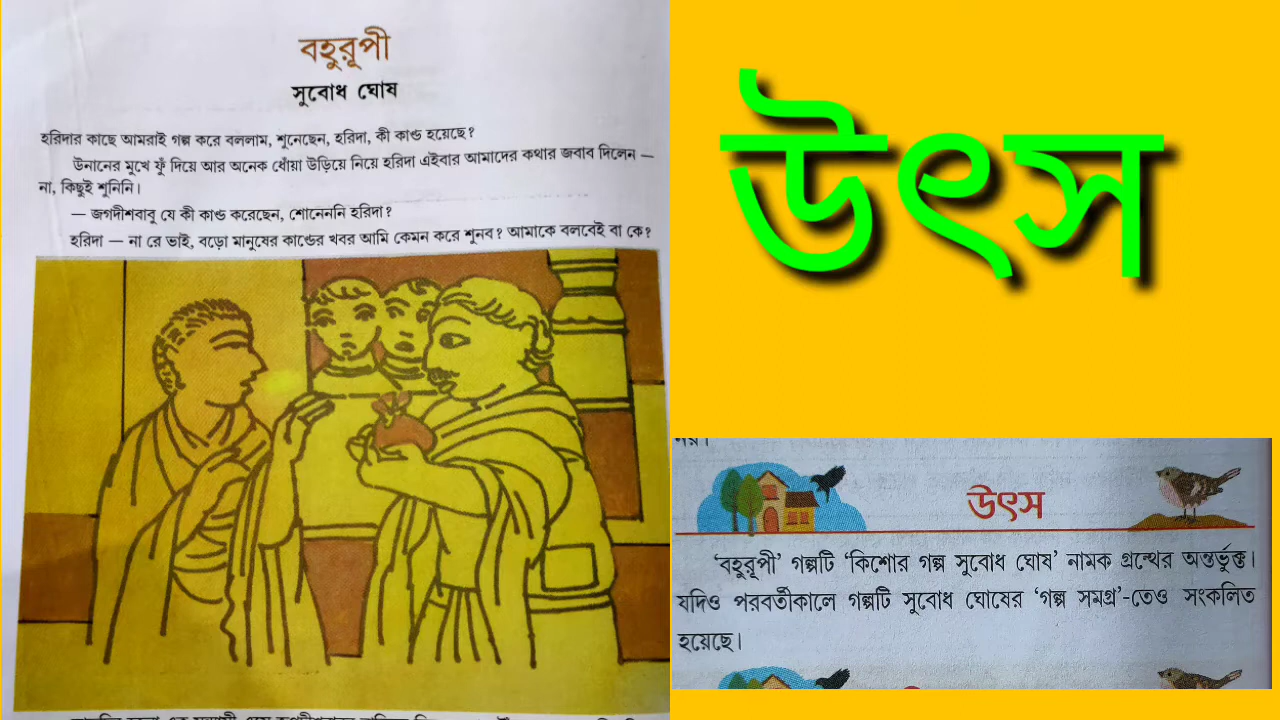 বহুরূপী
সুবোধ ঘোষ
হরিদার কাছে আমরাই গল্প করে বললাম, শুনেছেন, হরিদা, কী কাণ্ড হয়েছে?
উনানের মুখে ফুঁ দিয়ে আর অনেক ধোঁয়া উড়িয়ে নিয়ে হরিদা এইবার আমাদের কথার জবাব দিলেন —
না, কিছুই শুনিনি।
— জগদীশবাবু যে কী কাণ্ড করেছেন, শোনেননি হরিদা?
হরিদা — না রে ভাই, বড়ো মানুষের কাণ্ডের খবর আমি কেমন করে শুনব? আমাকে বলবেই বা কে?
উৎস
উৎস
'বহুরূপী' গল্পটি 'কিশোর গল্প সুবোধ ঘোষ' নামক গ্রন্থের অন্তর্ভুক্ত।
যদিও পরবর্তীকালে গল্পটি সুবোধ ঘোষের 'গল্প সমগ্র'-তেও সংকলিত
হয়েছে।